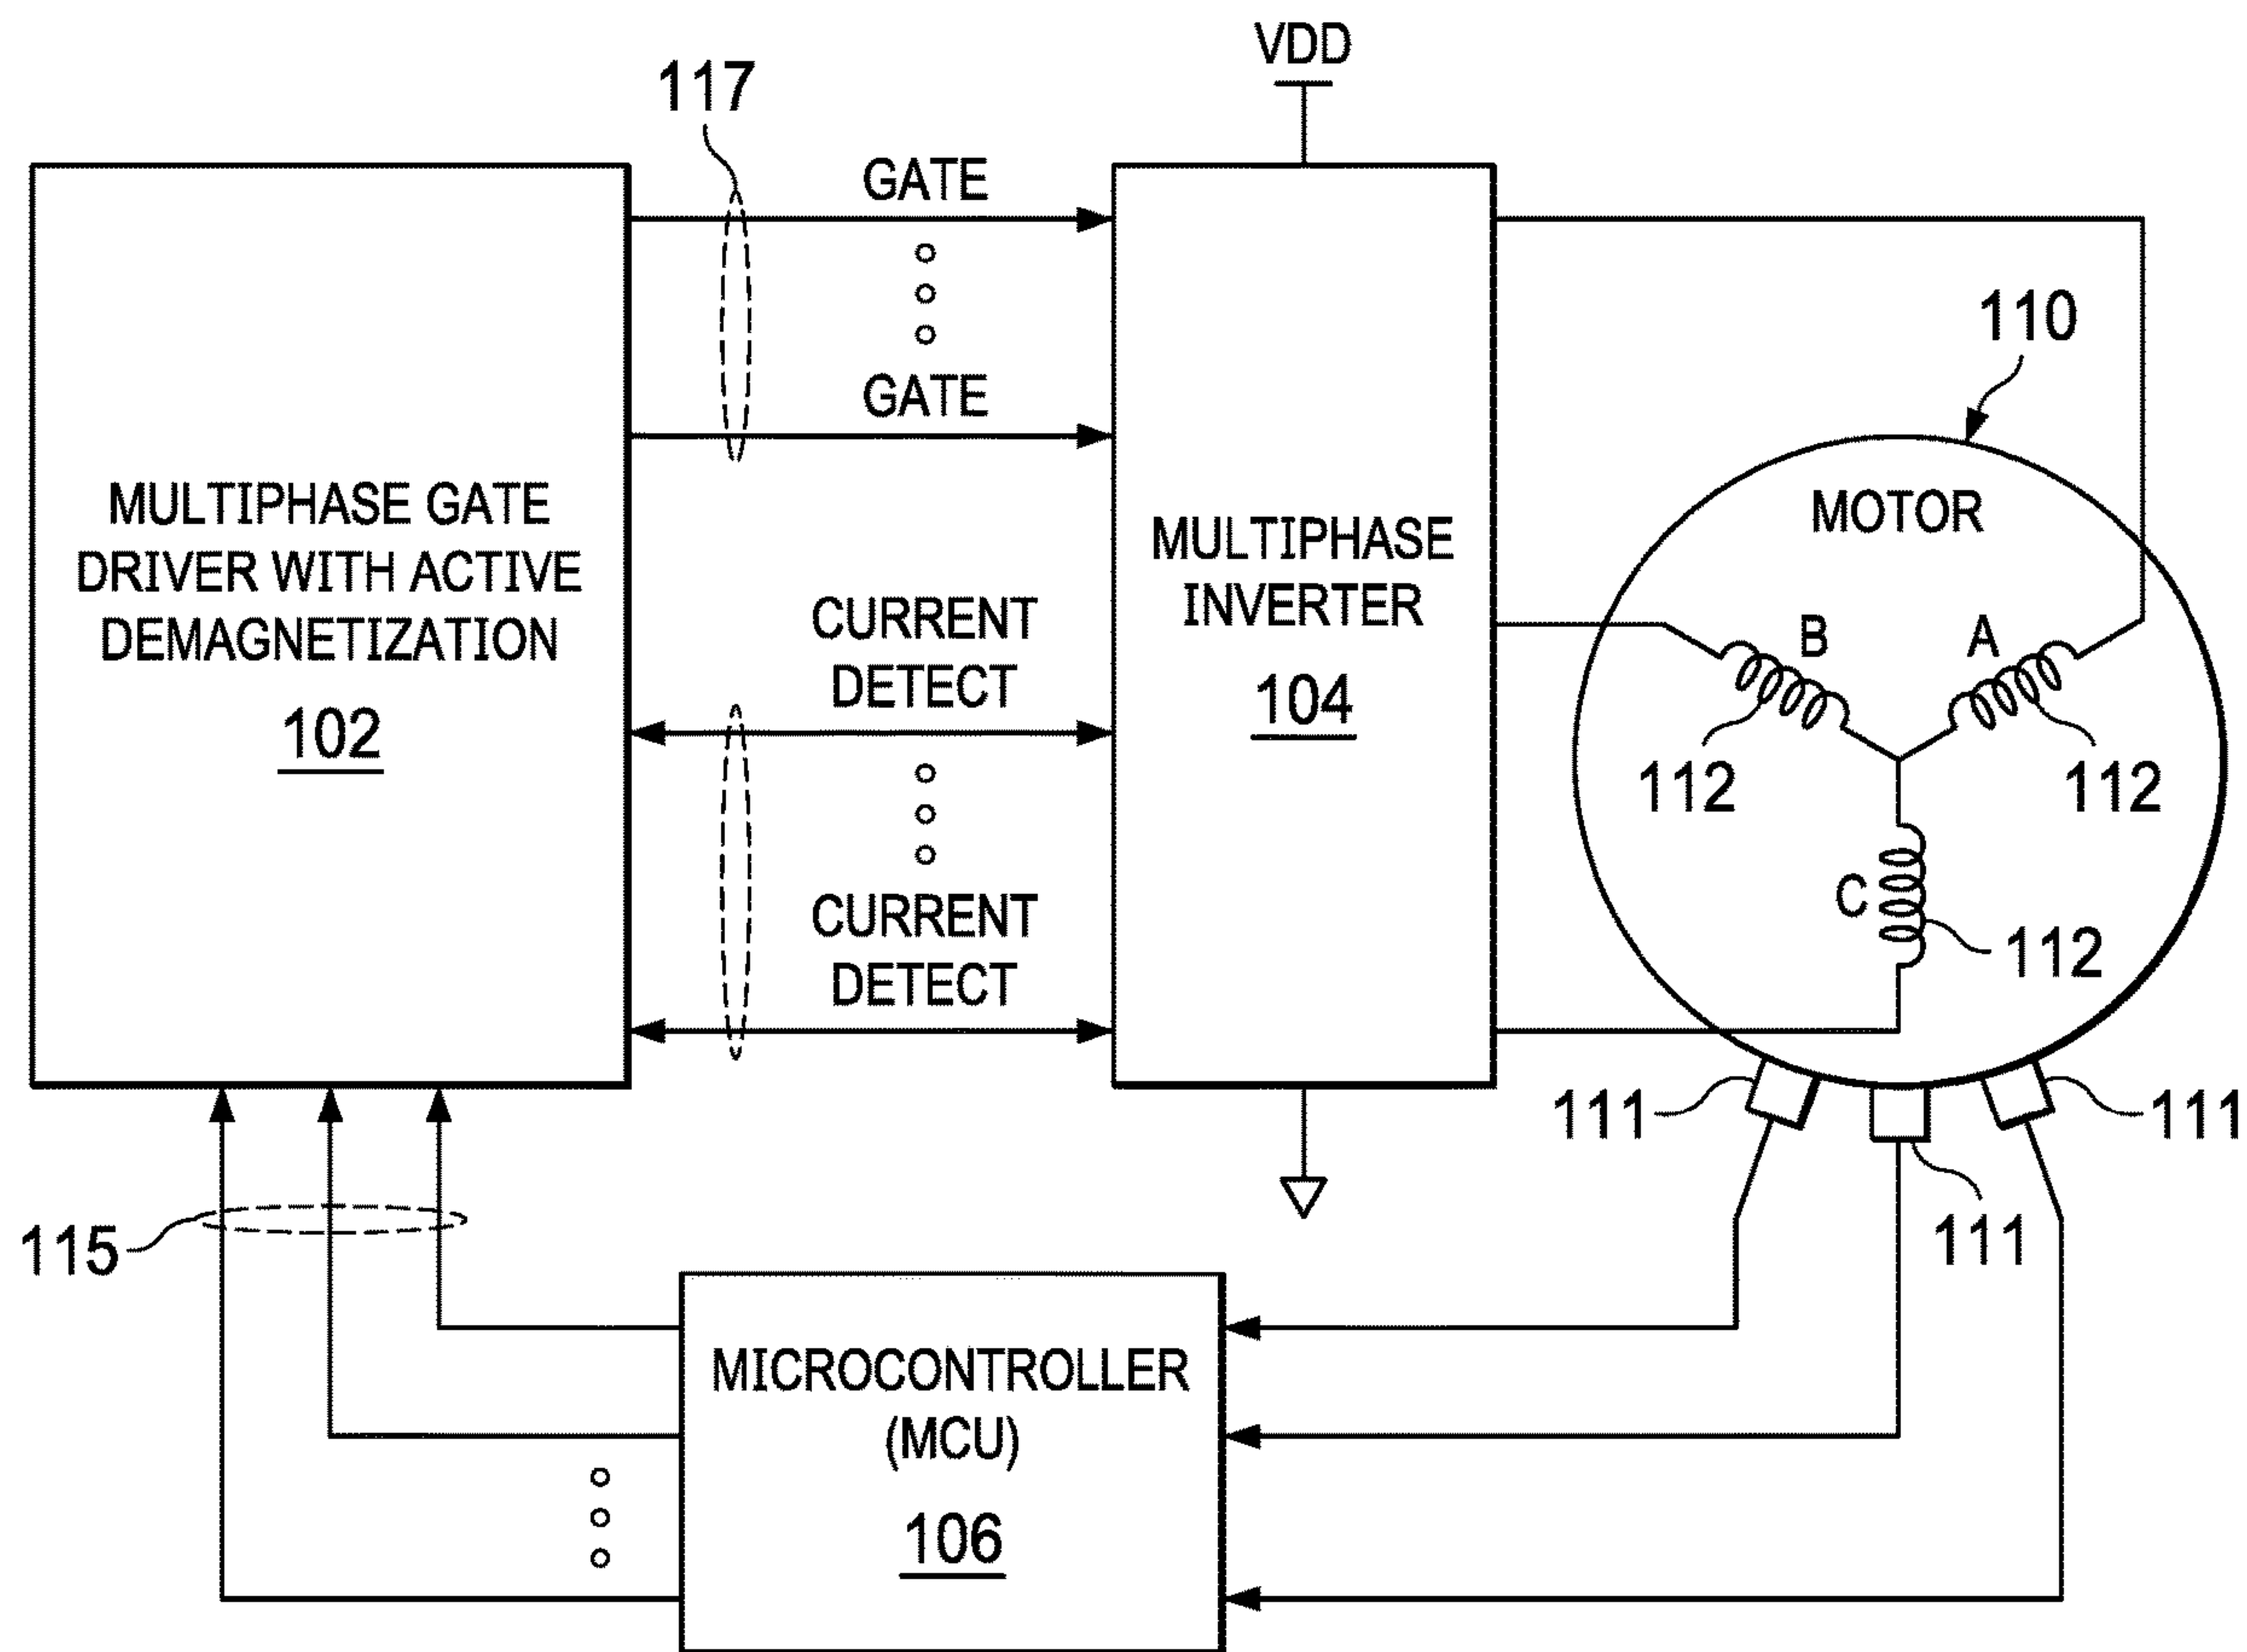 VDD
117
GATE
GATE
110
MOTOR
MULTIPHASE GATE
DRIVER WITH ACTIVE
DEMAGNETIZATION
102
CURRENT
DETECT
CURRENT
DETECT
MULTIPHASE
INVERTER
104
B
A
112
112
C
112
111
111
111
115
MICROCONTROLLER
(MCU)
106